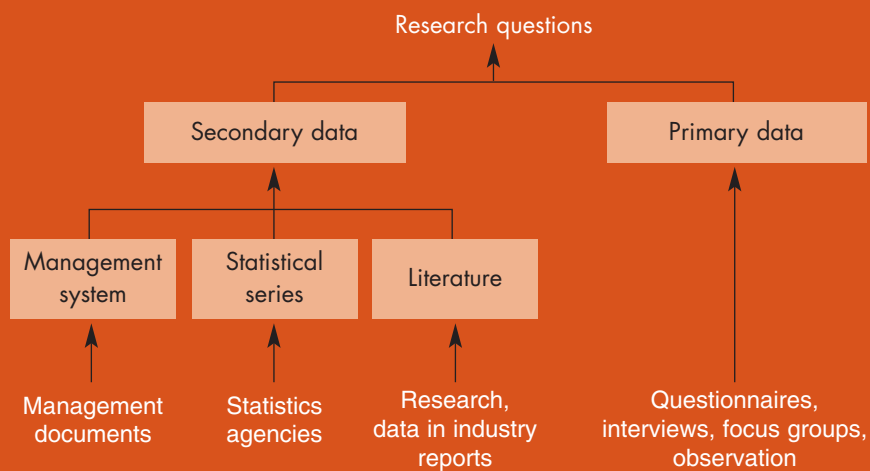 Research questions
Secondary data
Primary data
Management
system
Statistical
series
Literature
Management
documents
Statistics
agencies
Research,
data in industry
reports
Questionnaires,
interviews, focus groups,
observation